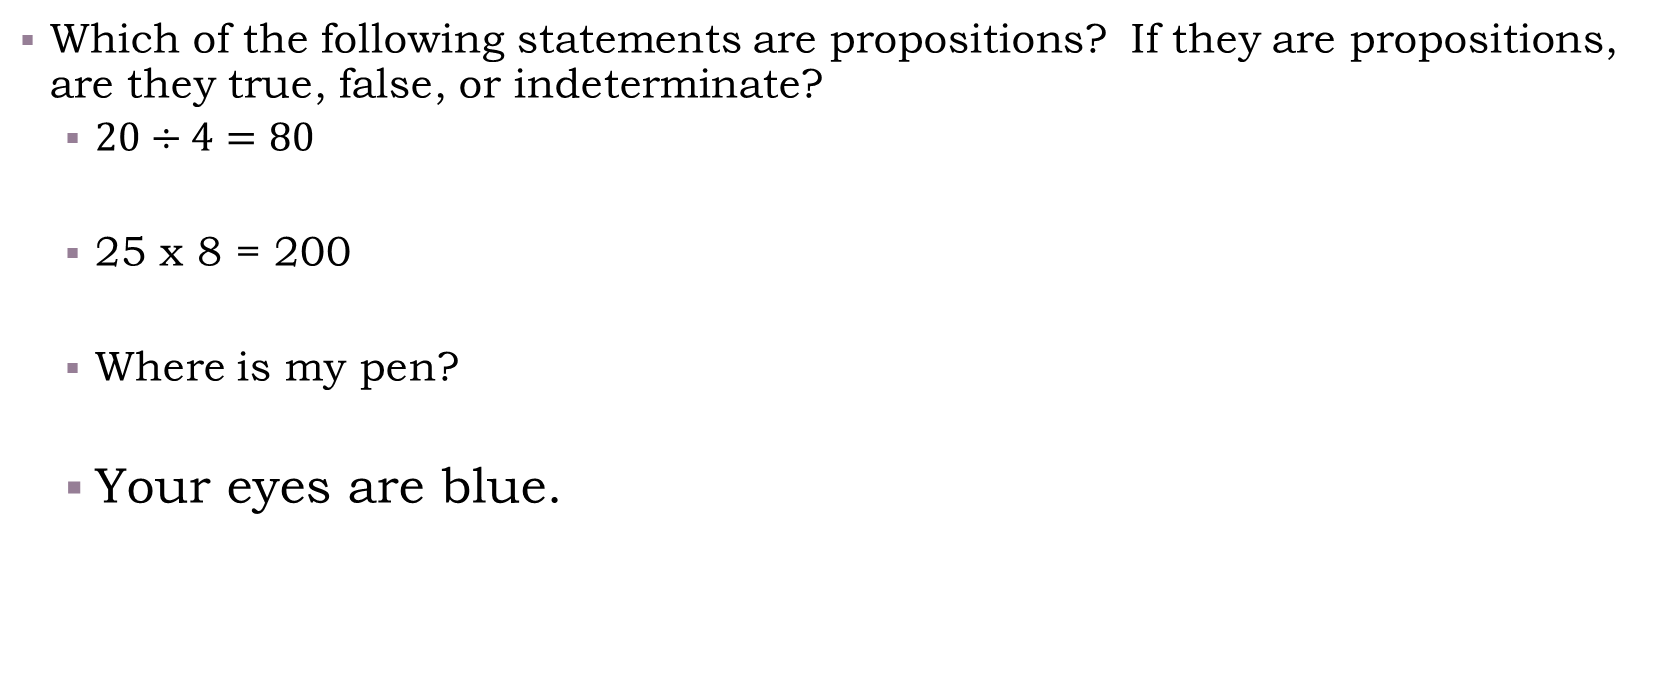 ▪ Which of the following statements are propositions? If they are propositions,
are they true, false, or indeterminate?
▪ 20 ÷ 4 = 80
▪ 25 x 8 = 200
▪ Where is my pen?
▪ Your eyes are blue.